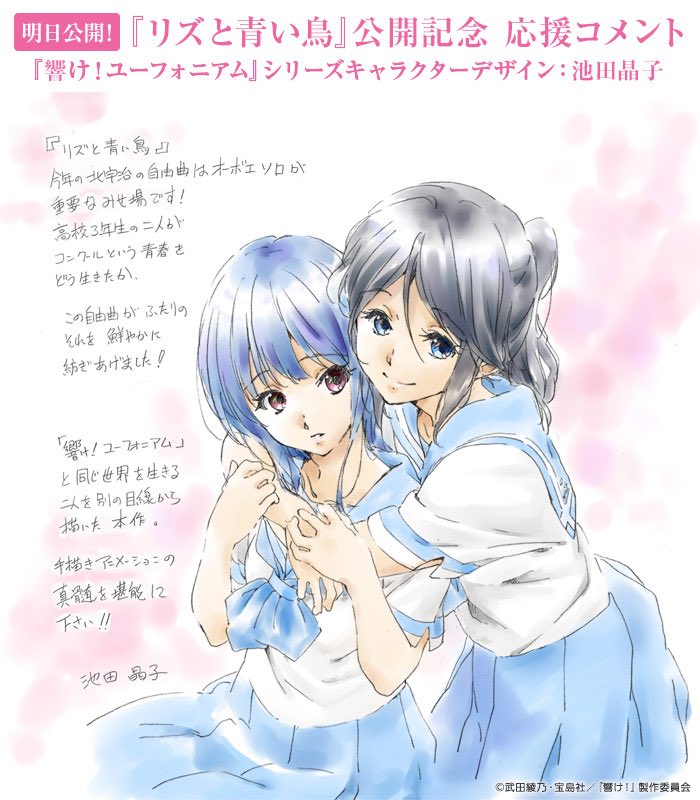 明日公開!
『リズと青い鳥』公開記念 応援コメント
『響け!ユーフォニアム』シリーズキャラクターデザイン:池田晶子
『リズと青い鳥』
今年の北宇治の自由曲はオーボエソロが
重要なみせ場です!
高校3年生の二人が
コンクールという青春を
どう生きたか、
この自由曲がふたりの
それを鮮やかに
紡ぎあげました!
「響け!ユーフォニアム」
と同じ世界を生きる
二人を別の目線から
描いた本作。
手描きアニメーションの
真髄を堪能して
下さい!!
池田晶子
©武田綾乃・宝島社/『響け!』製作委員会